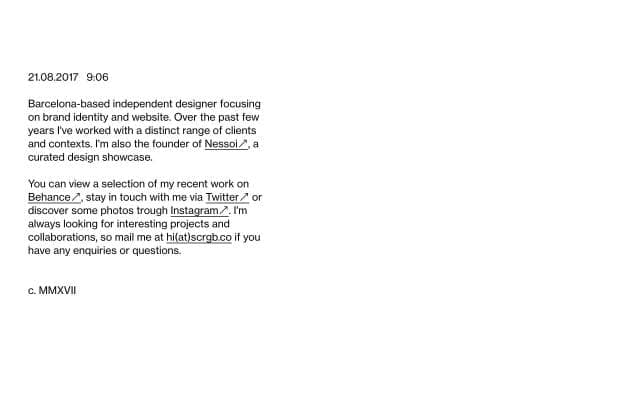 21.08.2017 9:06
Barcelona-based independent designer focusing
on brand identity and website. Over the past few
years I've worked with a distinct range of clients
and contexts. I'm also the founder of Nessoi↗, a
curated design showcase.
You can view a selection of my recent work on
Behance↗, stay in touch with me via Twitter↗ or
discover some photos trough Instagram↗. I'm
always looking for interesting projects and
collaborations, so mail me at hi(at)scrgb.co if you
have any enquiries or questions.
c. MMXVII